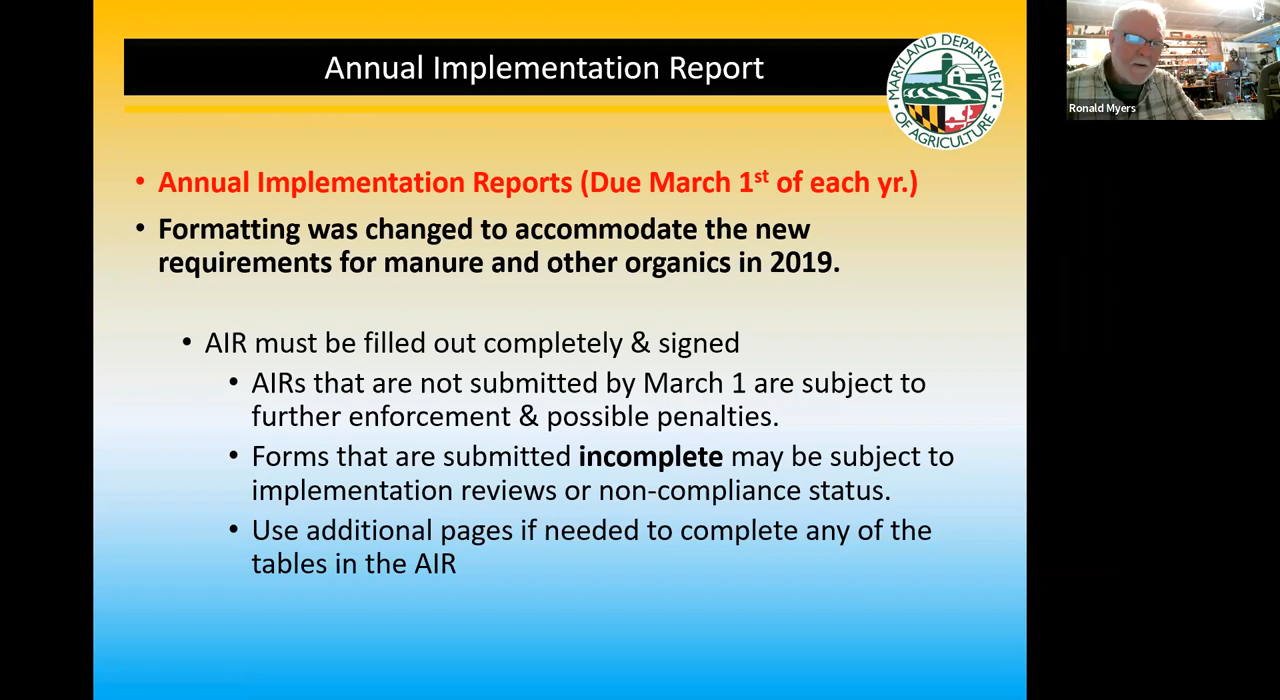 Annual Implementation Report
MARYLAND DEPARTMENT
OF AGRICULTURE
Ronald Myers
• Annual Implementation Reports (Due March 1st of each yr.)
• Formatting was changed to accommodate the new
requirements for manure and other organics in 2019.
• AIR must be filled out completely & signed
• AIRs that are not submitted by March 1 are subject to
further enforcement & possible penalties.
• Forms that are submitted incomplete may be subject to
implementation reviews or non-compliance status.
• Use additional pages if needed to complete any of the
tables in the AIR